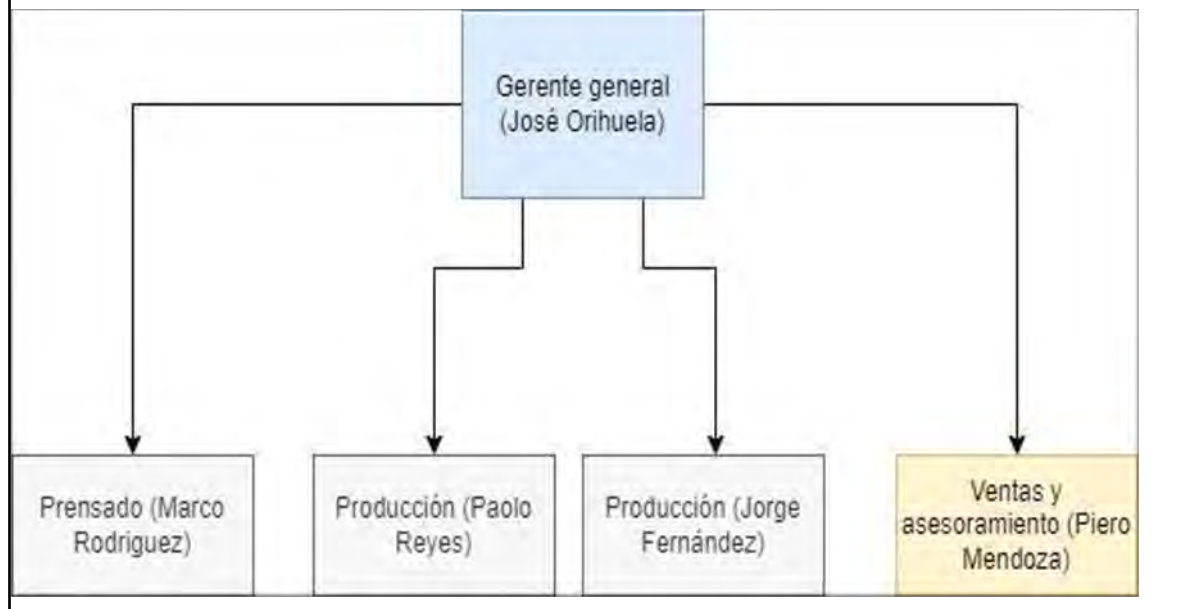 Gerente general
(José Orihuela)
Prensado (Marco
Rodriguez)
Producción (Paolo
Reyes)
Producción (Jorge
Fernández)
Ventas y
asesoramiento (Piero
Mendoza)